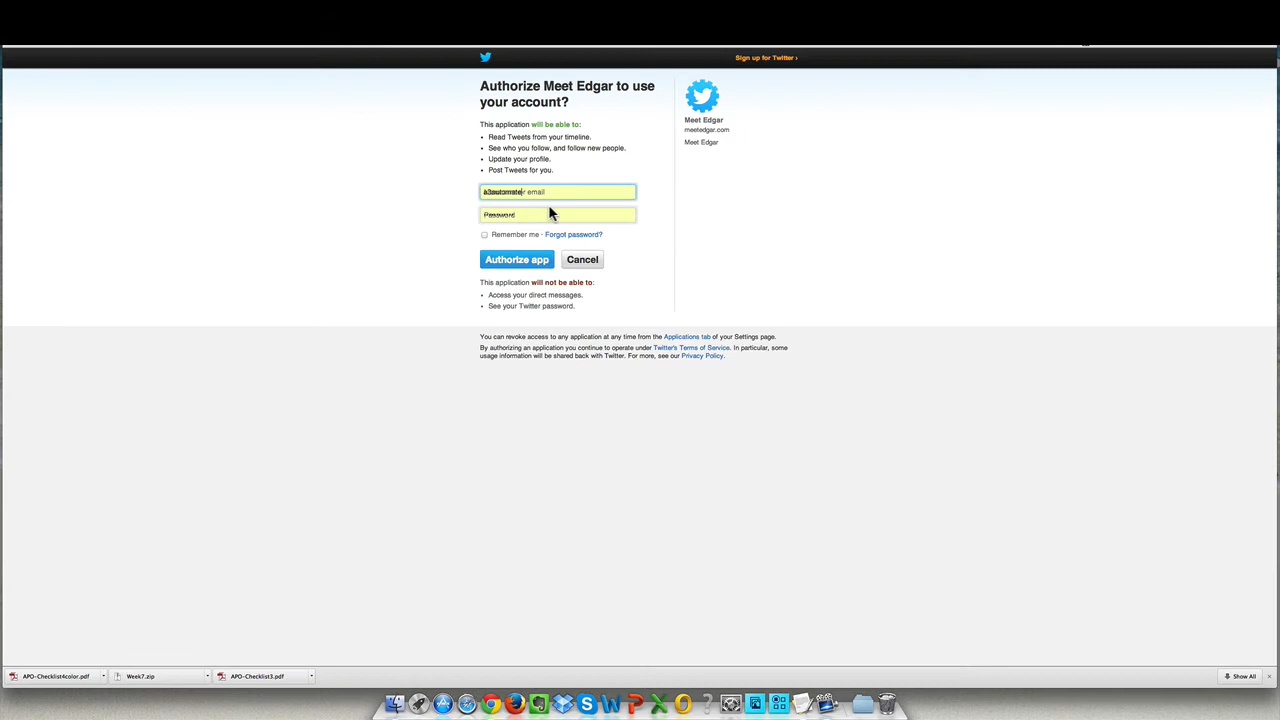 Sign up for Twitter ›
Authorize Meet Edgar to use
your account?
This application will be able to:
• Read Tweets from your timeline.
• See who you follow, and follow new people.
• Update your profile.
• Post Tweets for you.
email
Password
Remember me · Forgot password?
Authorize app
Cancel
This application will not be able to:
• Access your direct messages.
• See your Twitter password.
Meet Edgar
meetedgar.com
Meet Edgar
You can revoke access to any application at any time from the Applications tab of your Settings page.
By authorizing an application you continue to operate under Twitter's Terms of Service. In particular, some
usage information will be shared back with Twitter. For more, see our Privacy Policy.
APO-Checklist4color.pdf
Week7.zip
APO-Checklist3.pdf
Show All